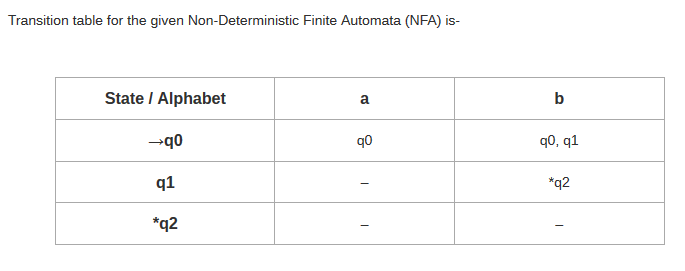 Transition table for the given Non-Deterministic Finite Automata (NFA) is-
State / Alphabet a b
→q0 q0 q0, q1
q1 – *q2
*q2 – –